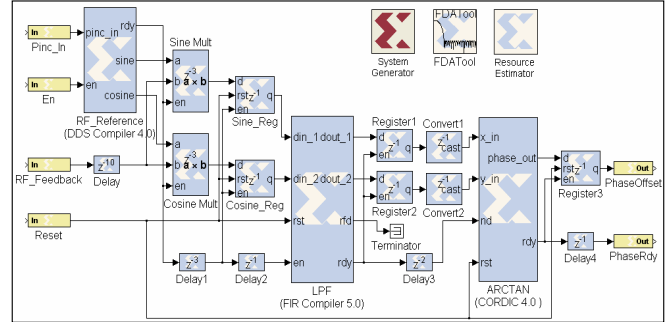 In
Pinc_In
In
En
pinc_in
rdy
sine
cosine
en
RF_Reference
(DDS Compiler 4.0)
Sine Mult
a
b
en
z-3
a × b
Cosine Mult
a
b
en
z-3
a × b
d
rst
en
z-1
q
Sine_Reg
d
rst
en
z-1
q
Cosine_Reg
In
RF_Feedback
z-10
Delay
In
Reset
z-3
Delay1
z-1
Delay2
din_1
dout_1
din_2
dout_2
rst
rfd
en
rdy
LPF
(FIR Compiler 5.0)
System
Generator
FDATool
FDATool
Resource
Estimator
Register1
d
en
z-1
q
Convert1
z-1
cast
d
en
z-1
q
Register2
z-1
cast
Convert2
Terminator
z-2
Delay3
x_in
phase_out
y_in
nd
rdy
rst
ARCTAN
(CORDIC 4.0 )
d
rst
en
z-1
q
Register3
Out
PhaseOffset
z-1
Delay4
Out
PhaseRdy